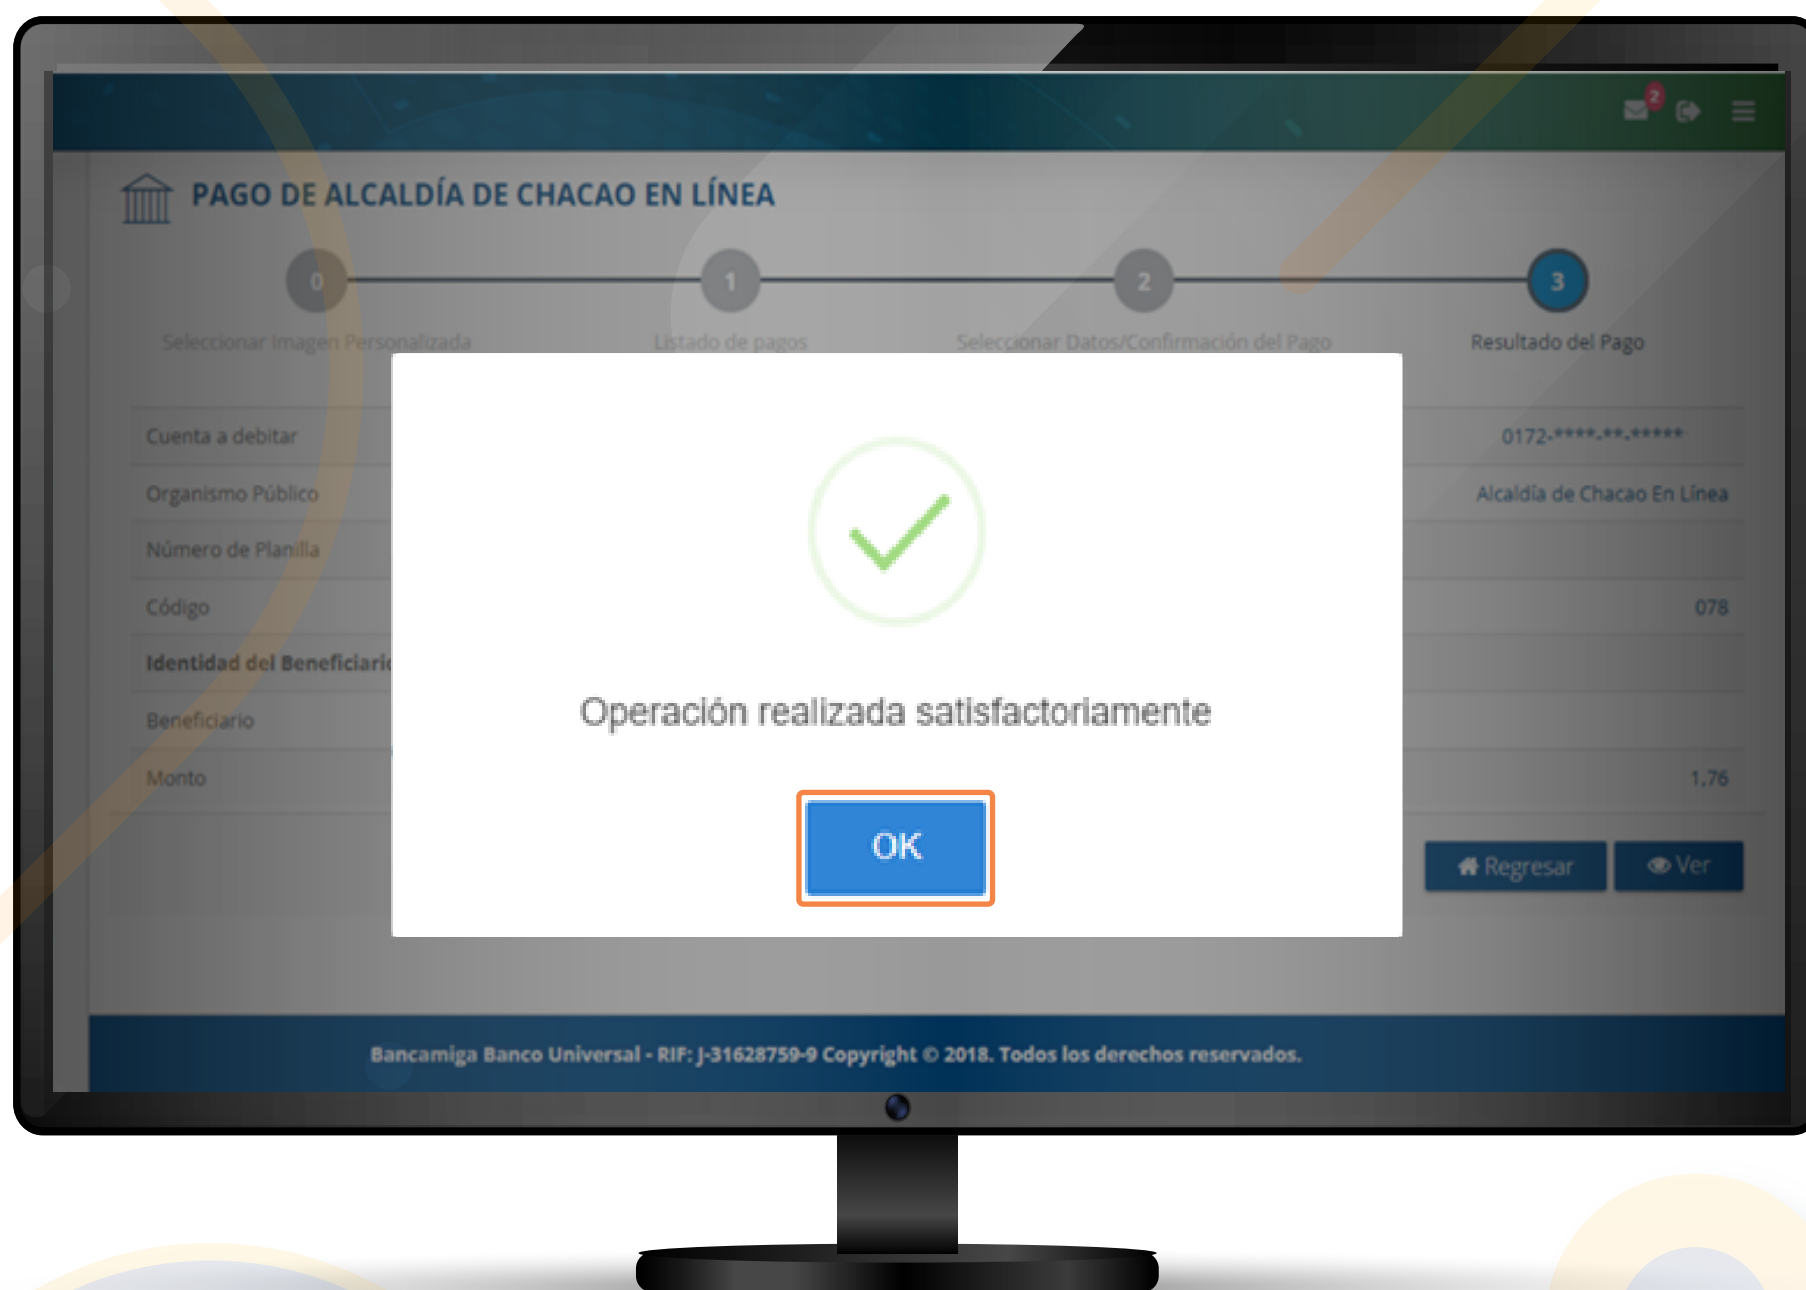 2
PAGO DE ALCALDÍA DE CHACAO EN LÍNEA
0 1 2 3
Seleccionar Imagen Personalizada Listado de pagos Seleccionar Datos/Confirmación del Pago Resultado del Pago
Cuenta a debitar 0172-****-**-*****
Organismo Público Alcaldía de Chacao En Línea
Número de Planilla
Código 078
Identidad del Beneficiario
Beneficiario
Monto 1,76
Operación realizada satisfactoriamente
OK
Regresar Ver
Bancamiga Banco Universal - RIF: J-31628759-9 Copyright © 2018. Todos los derechos reservados.